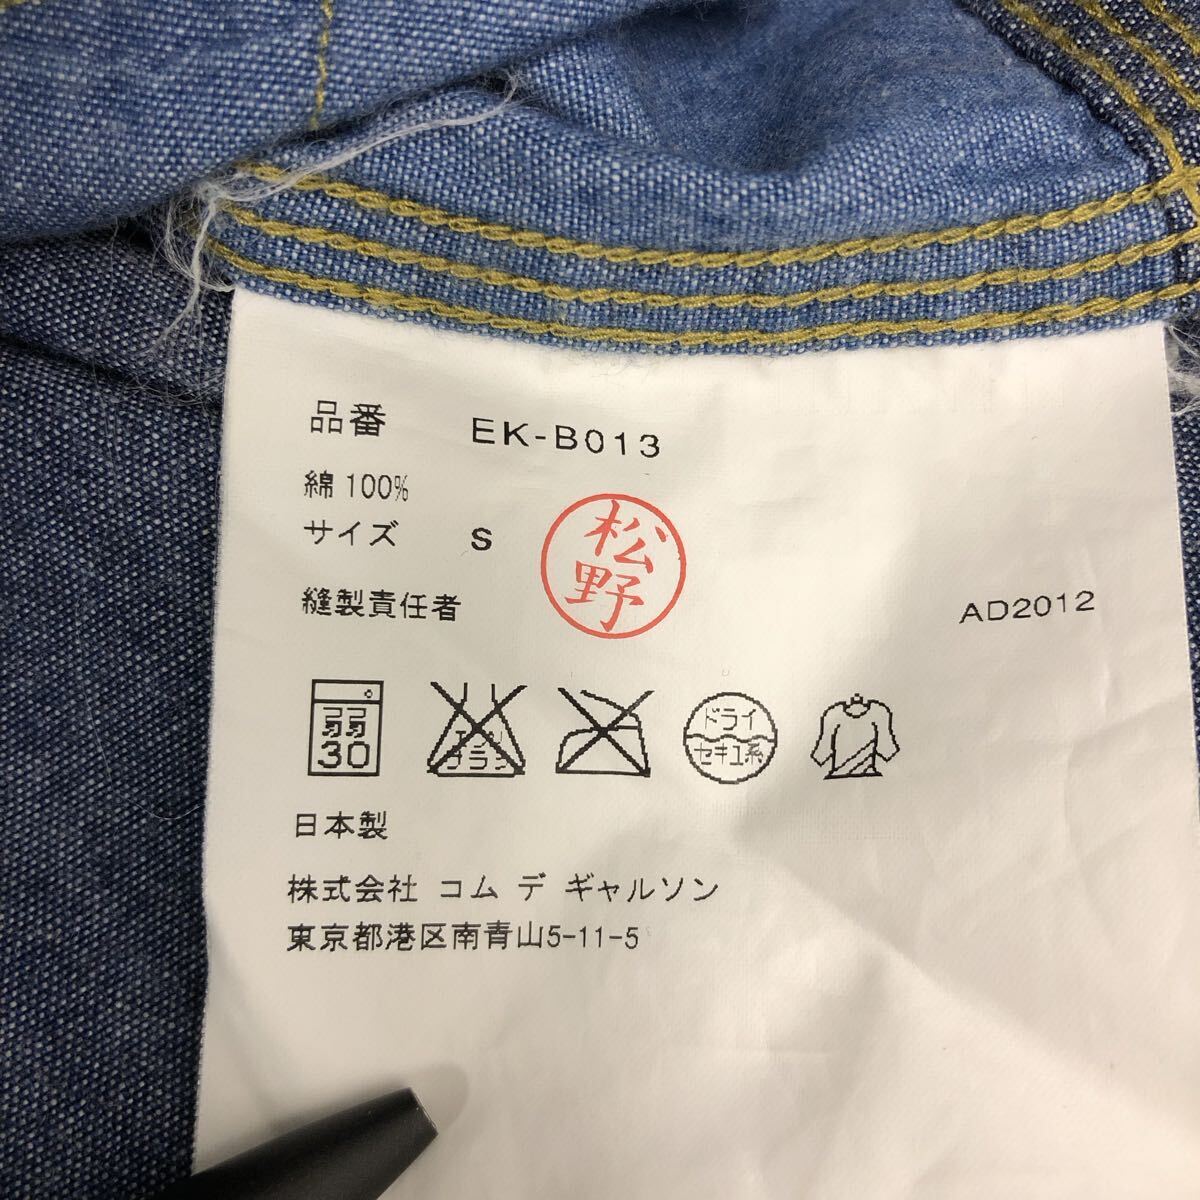 品番 EK-B013
綿 100%
サイズ S
松野
縫製責任者
AD2012
弱
30
ドライ
セキユ系
日本製
株式会社 コム デ ギャルソン
東京都港区南青山5-11-5